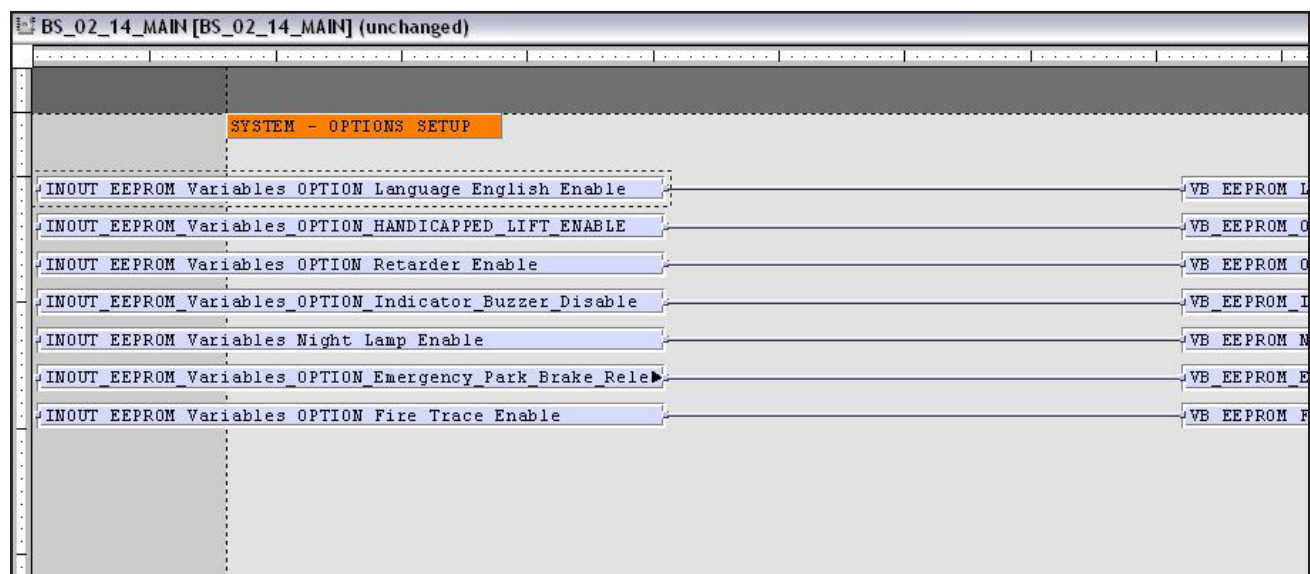 BS_02_14_MAIN [BS_02_14_MAIN] (unchanged)
SYSTEM - OPTIONS SETUP
INOUT_EEPROM_Variables_OPTION_Language_English_Enable VB_EEPROM_L
INOUT_EEPROM_Variables_OPTION_HANDICAPPED_LIFT_ENABLE VB_EEPROM_O
INOUT_EEPROM_Variables_OPTION_Retarder_Enable VB_EEPROM_O
INOUT_EEPROM_Variables_OPTION_Indicator_Buzzer_Disable VB_EEPROM_I
INOUT_EEPROM_Variables_Night_Lamp_Enable VB_EEPROM_N
INOUT_EEPROM_Variables_OPTION_Emergency_Park_Brake_Rele VB_EEPROM_E
INOUT_EEPROM_Variables_OPTION_Fire_Trace_Enable VB_EEPROM_F